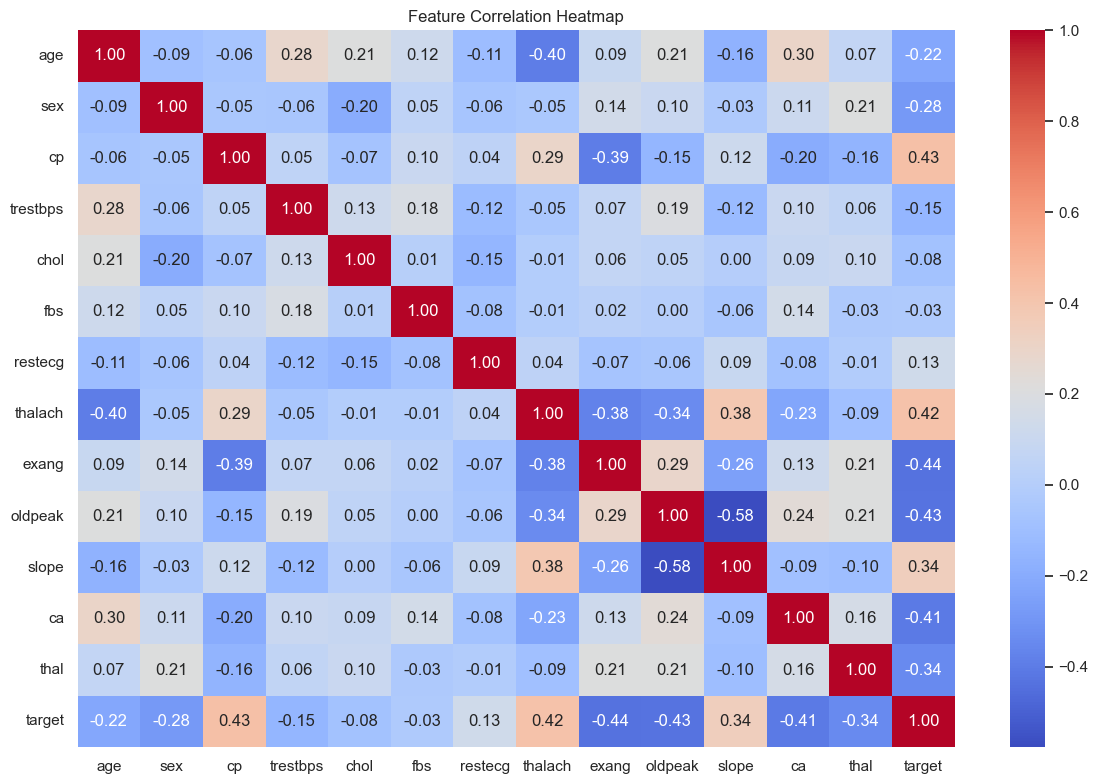 Feature Correlation Heatmap
age 1.00 -0.09 -0.06 0.28 0.21 0.12 -0.11 -0.40 0.09 0.21 -0.16 0.30 0.07 -0.22
sex -0.09 1.00 -0.05 -0.06 -0.20 0.05 -0.06 -0.05 0.14 0.10 -0.03 0.11 0.21 -0.28
cp -0.06 -0.05 1.00 0.05 -0.07 0.10 0.04 0.29 -0.39 -0.15 0.12 -0.20 -0.16 0.43
trestbps 0.28 -0.06 0.05 1.00 0.13 0.18 -0.12 -0.05 0.07 0.19 -0.12 0.10 0.06 -0.15
chol 0.21 -0.20 -0.07 0.13 1.00 0.01 -0.15 -0.01 0.06 0.05 0.00 0.09 0.10 -0.08
fbs 0.12 0.05 0.10 0.18 0.01 1.00 -0.08 -0.01 0.02 0.00 -0.06 0.14 -0.03 -0.03
restecg -0.11 -0.06 0.04 -0.12 -0.15 -0.08 1.00 0.04 -0.07 -0.06 0.09 -0.08 -0.01 0.13
thalach -0.40 -0.05 0.29 -0.05 -0.01 -0.01 0.04 1.00 -0.38 -0.34 0.38 -0.23 -0.09 0.42
exang 0.09 0.14 -0.39 0.07 0.06 0.02 -0.07 -0.38 1.00 0.29 -0.26 0.13 0.21 -0.44
oldpeak 0.21 0.10 -0.15 0.19 0.05 0.00 -0.06 -0.34 0.29 1.00 -0.58 0.24 0.21 -0.43
slope -0.16 -0.03 0.12 -0.12 0.00 -0.06 0.09 0.38 -0.26 -0.58 1.00 -0.09 -0.10 0.34
ca 0.30 0.11 -0.20 0.10 0.09 0.14 -0.08 -0.23 0.13 0.24 -0.09 1.00 0.16 -0.41
thal 0.07 0.21 -0.16 0.06 0.10 -0.03 -0.01 -0.09 0.21 0.21 -0.10 0.16 1.00 -0.34
target -0.22 -0.28 0.43 -0.15 -0.08 -0.03 0.13 0.42 -0.44 -0.43 0.34 -0.41 -0.34 1.00
age sex cp trestbps chol fbs restecg thalach exang oldpeak slope ca thal target
1.0
0.8
0.6
0.4
0.2
0.0
−0.2
−0.4